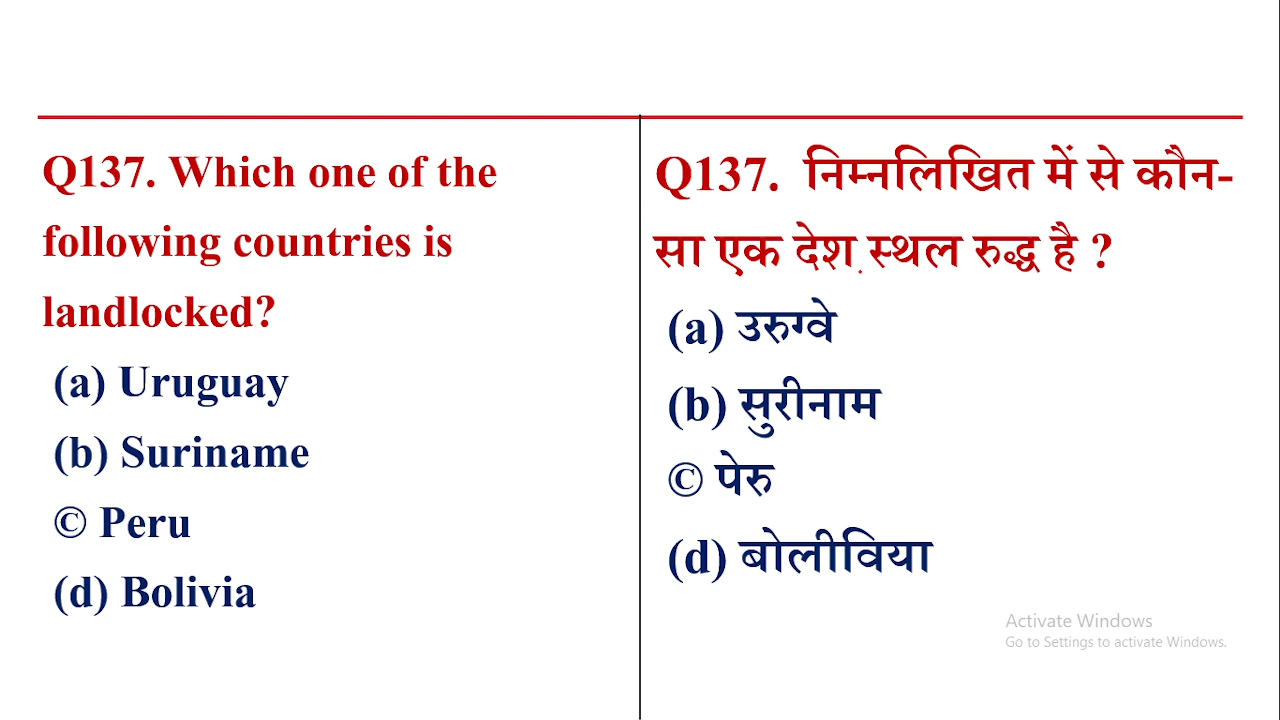 Q137. Which one of the
following countries is
landlocked?
(a) Uruguay
(b) Suriname
© Peru
(d) Bolivia
Q137. निम्नलिखित में से कौन-
सा एक देश स्थल रुद्ध है ?
(a) उरुग्वे
(b) सुरीनाम
© पेरु
(d) बोलीविया
Activate Windows
Go to Settings to activate Windows.